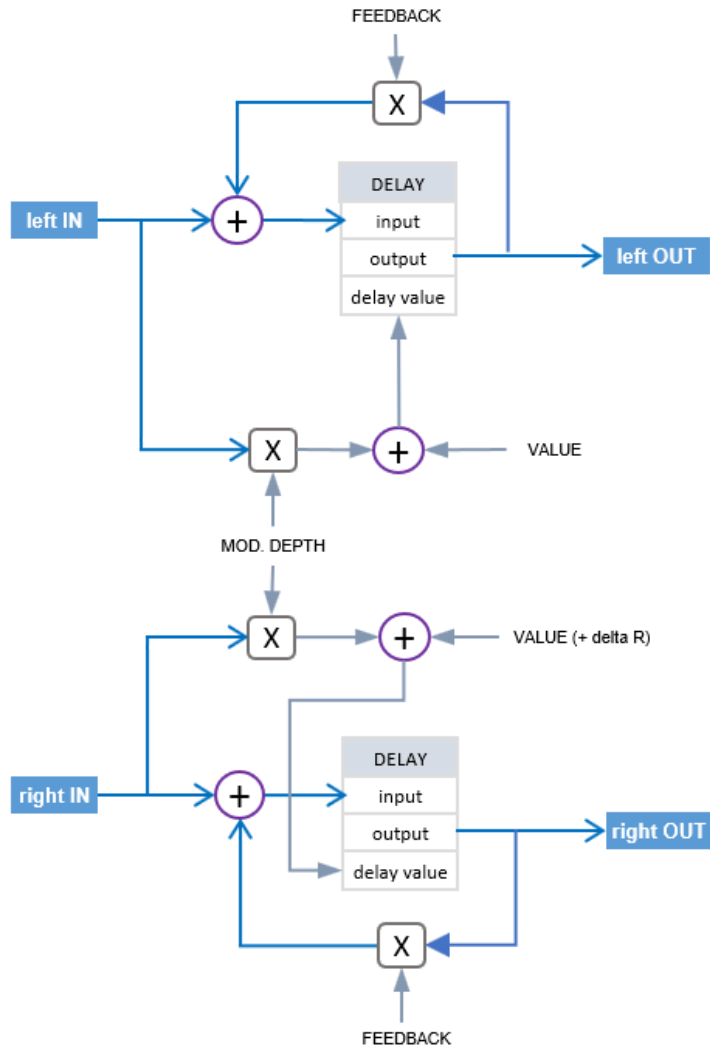 FEEDBACK
X
DELAY
left IN
+
input
output
left OUT
delay value
X
+
VALUE
MOD. DEPTH
X
+
VALUE (+ delta R)
DELAY
right IN
+
input
output
right OUT
delay value
X
FEEDBACK